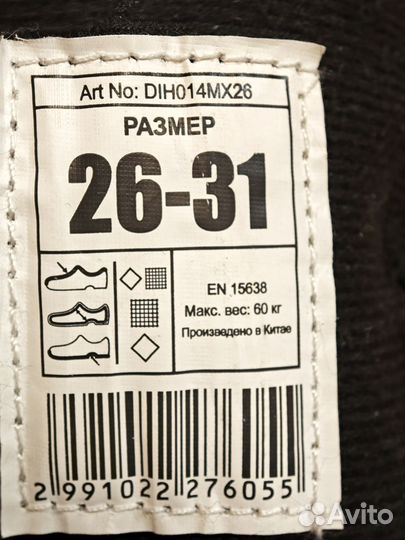 Art No: DIH014MX26
РАЗМЕР
26-31
EN 15638
Макс. вес: 60 кг
Произведено в Китае
2 991022 276055
Avito